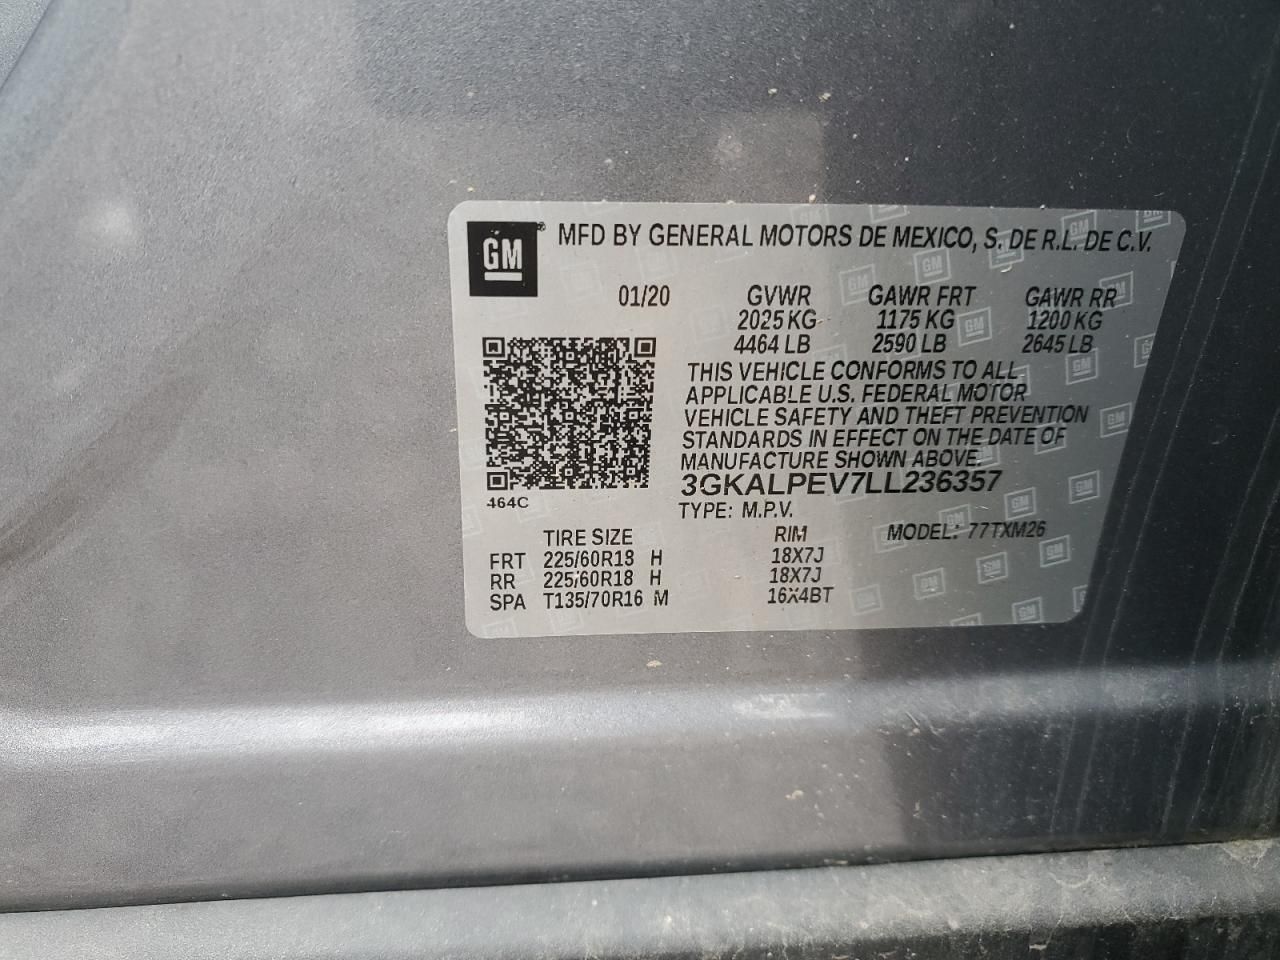 GM ® MFD BY GENERAL MOTORS DE MEXICO, S. DE R.L. DE C.V.
01/20 GVWR GAWR FRT GAWR RR
2025 KG 1175 KG 1200 KG
4464 LB 2590 LB 2645 LB
THIS VEHICLE CONFORMS TO ALL
APPLICABLE U.S. FEDERAL MOTOR
VEHICLE SAFETY AND THEFT PREVENTION
STANDARDS IN EFFECT ON THE DATE OF
MANUFACTURE SHOWN ABOVE.
3GKALPEV7LL236357
464C
TYPE: M.P.V.
TIRE SIZE RIM MODEL: 77TXM26
FRT 225/60R18 H 18X7J
RR 225/60R18 H 18X7J
SPA T135/70R16 M 16X4BT